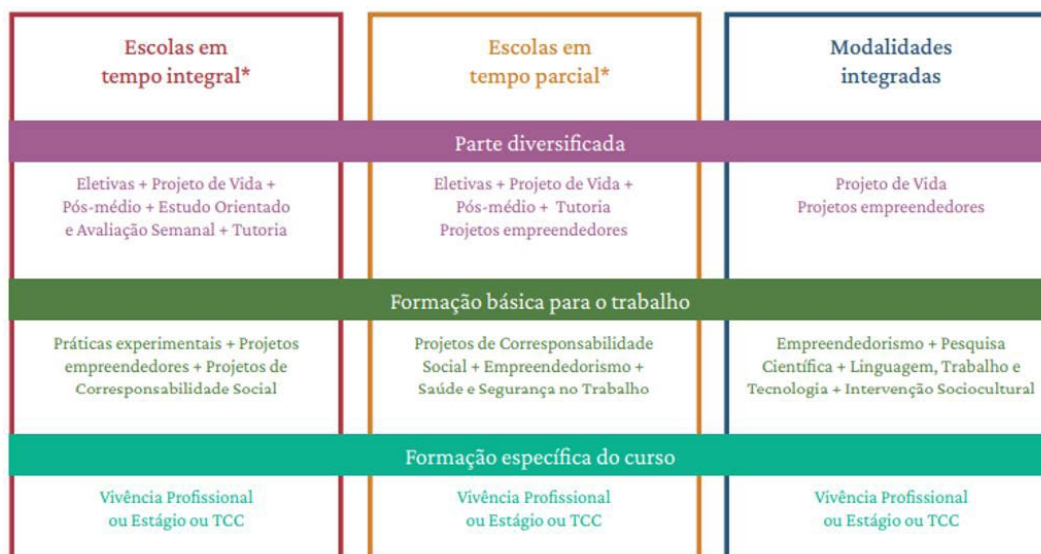 Escolas em
tempo integral*
Escolas em
tempo parcial*
Modalidades
integradas
Parte diversificada
Eletivas + Projeto de Vida +
Pós-médio + Estudo Orientado
e Avaliação Semanal + Tutoria
Eletivas + Projeto de Vida +
Pós-médio + Tutoria
Projetos empreendedores
Projeto de Vida
Projetos empreendedores
Formação básica para o trabalho
Práticas experimentais + Projetos
empreendedores + Projetos de
Corresponsabilidade Social
Projetos de Corresponsabilidade
Social + Empreendedorismo +
Saúde e Segurança no Trabalho
Empreendedorismo + Pesquisa
Científica + Linguagem, Trabalho e
Tecnologia + Intervenção Sociocultural
Formação específica do curso
Vivência Profissional
ou Estágio ou TCC
Vivência Profissional
ou Estágio ou TCC
Vivência Profissional
ou Estágio ou TCC